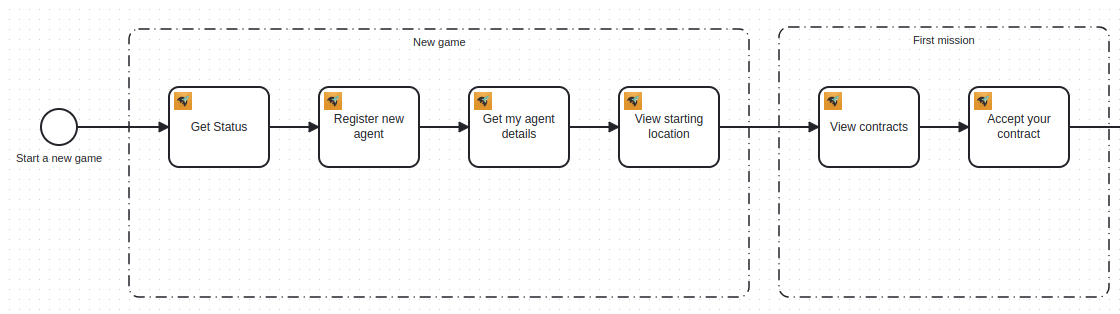 New game
First mission
Start a new game
Get Status
Register new
agent
Get my agent
details
View starting
location
View contracts
Accept your
contract